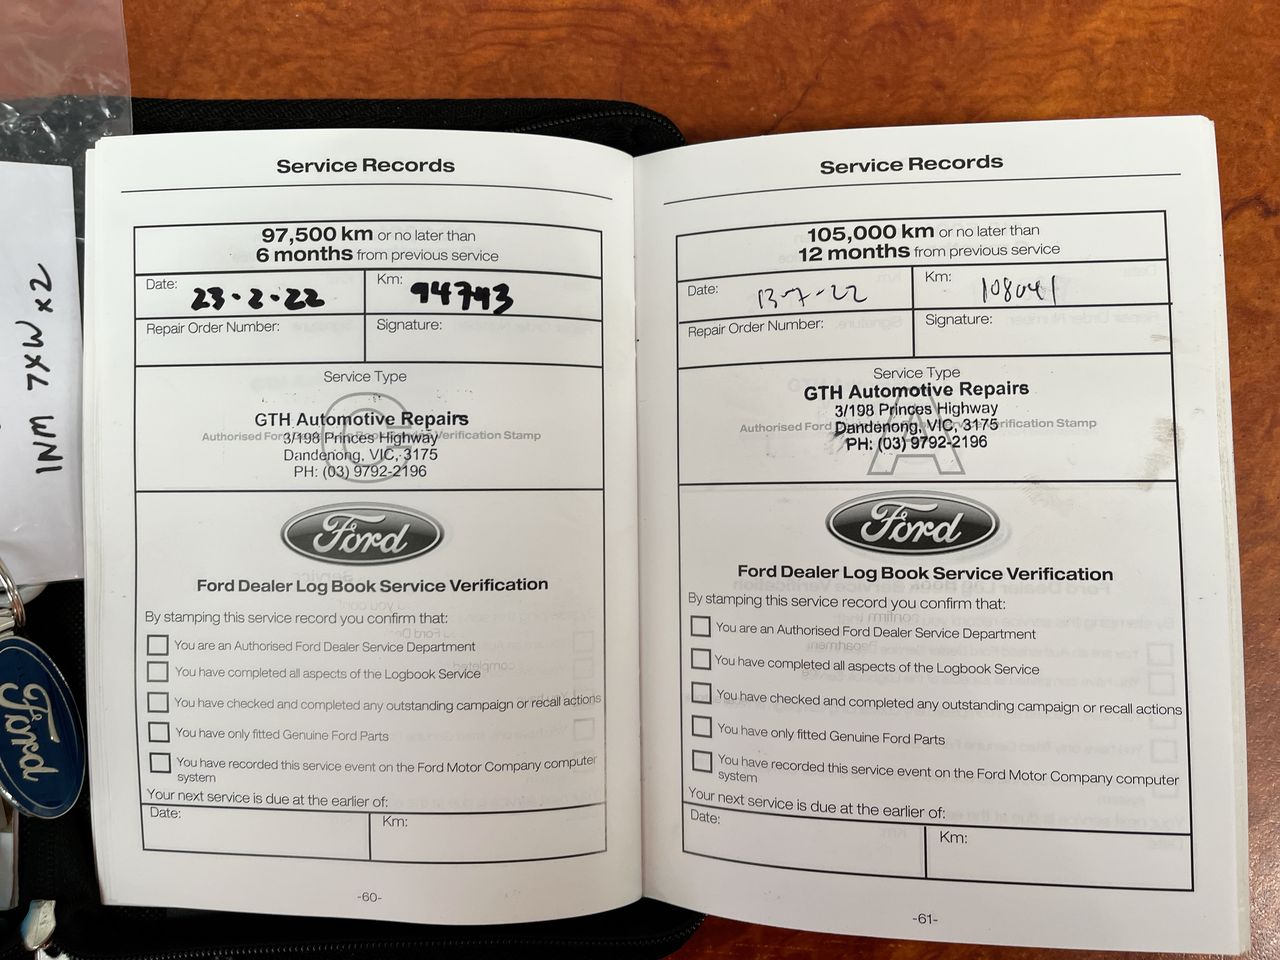 INM 7XW x2
Ford
Service Records
97,500 km or no later than
6 months from previous service
Date: 23.2.22
Km: 94743
Repair Order Number:
Signature:
Service Type
C
GTH Automotive Repairs
3/198 Princes Highway
Dandenong, VIC, 3175
PH: (03) 9792-2196
Ford
Ford Dealer Log Book Service Verification
By stamping this service record you confirm that:
You are an Authorised Ford Dealer Service Department
You have completed all aspects of the Logbook Service
You have checked and completed any outstanding campaign or recall actions
You have only fitted Genuine Ford Parts
You have recorded this service event on the Ford Motor Company computer
system
Your next service is due at the earlier of:
Date:
Km:
-60-
Service Records
105,000 km or no later than
12 months from previous service
Date: 13-7-22
Km: 108041
Repair Order Number:
Signature:
Service Type
A
GTH Automotive Repairs
3/198 Princes Highway
Dandenong, VIC, 3175
PH: (03) 9792-2196
Ford
Ford Dealer Log Book Service Verification
By stamping this service record you confirm that:
You are an Authorised Ford Dealer Service Department
You have completed all aspects of the Logbook Service
You have checked and completed any outstanding campaign or recall actions
You have only fitted Genuine Ford Parts
You have recorded this service event on the Ford Motor Company computer
system
Your next service is due at the earlier of:
Date:
Km:
-61-